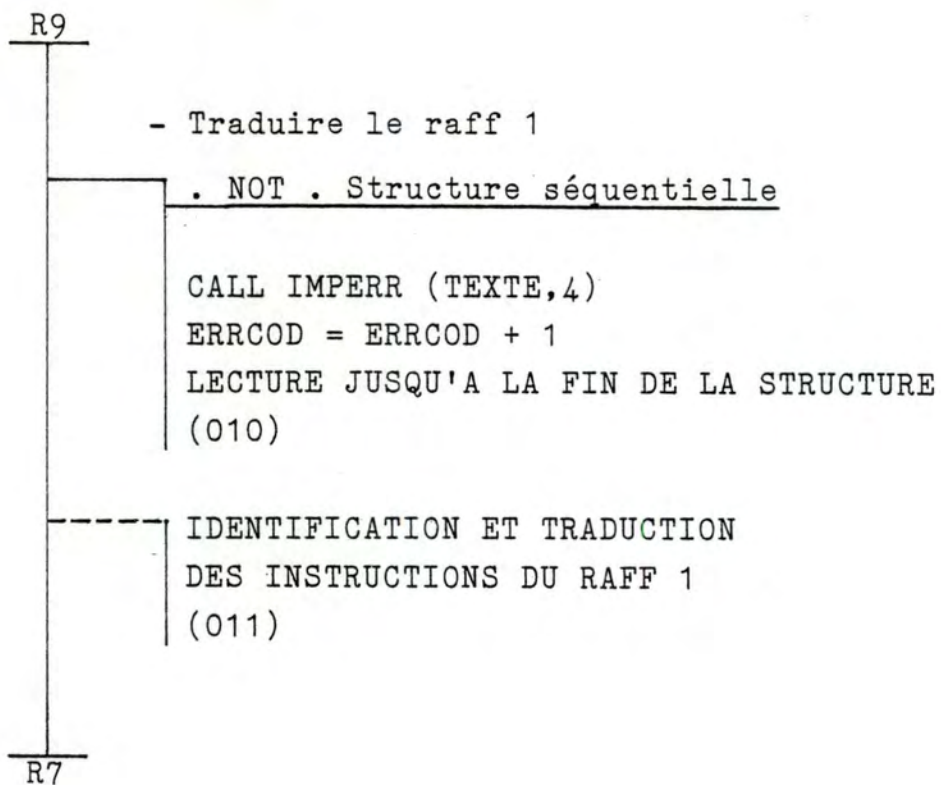 R9
- Traduire le raff 1
. NOT . Structure séquentielle
CALL IMPERR (TEXTE,4)
ERRCOD = ERRCOD + 1
LECTURE JUSQU'A LA FIN DE LA STRUCTURE
(010)
IDENTIFICATION ET TRADUCTION
DES INSTRUCTIONS DU RAFF 1
(011)
R7